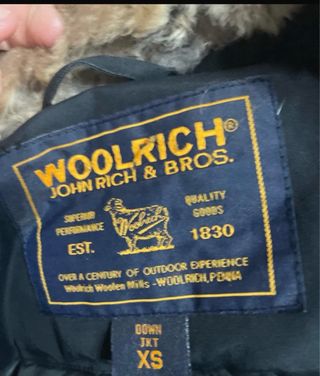 WOOLRICH®
JOHN RICH & BROS.
SUPERIOR PERFORMANCE
Woolrich
QUALITY GOODS
EST. 1830
OVER A CENTURY OF OUTDOOR EXPERIENCE
Woolrich Woolen Mills - WOOLRICH, PENNA
DOWN
JKT
XS